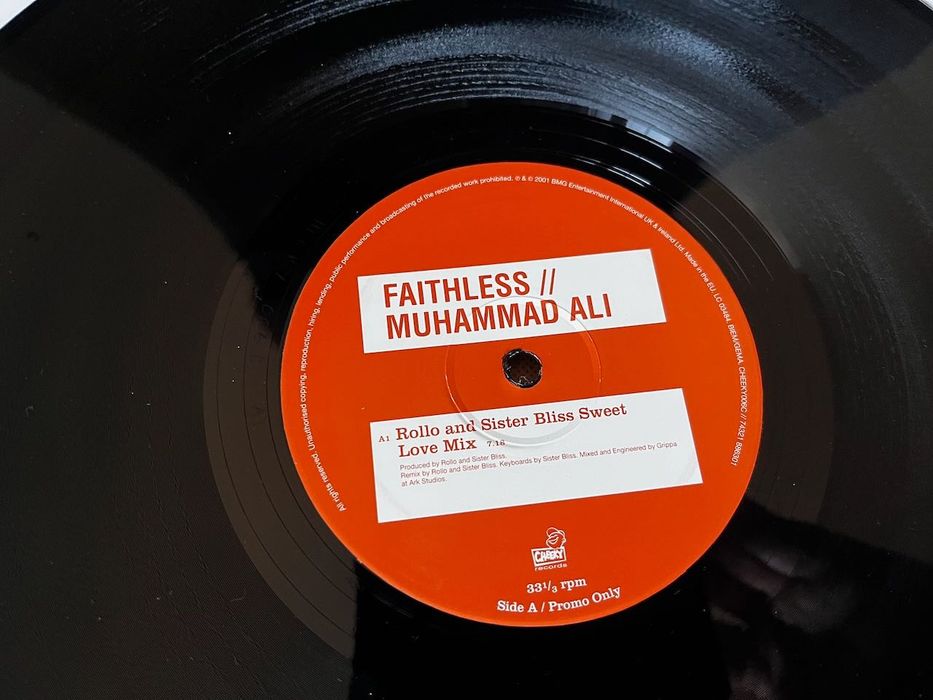 All rights reserved. Unauthorised copying, reproduction, hiring, lending, public performance and broadcasting of the recorded work prohibited. ℗ & © 2001 BMG Entertainment International UK & Ireland Ltd. Made in the EU. LC 03484. BIEM/GEMA. CHEEKY006C // 74321 886301
FAITHLESS //
MUHAMMAD ALI
A1 Rollo and Sister Bliss Sweet
Love Mix 7.18
Produced by Rollo and Sister Bliss.
Remix by Rollo and Sister Bliss. Keyboards by Sister Bliss. Mixed and Engineered by Grippa
at Ark Studios.
CHEEKY
records
33 1/3 rpm
Side A / Promo Only